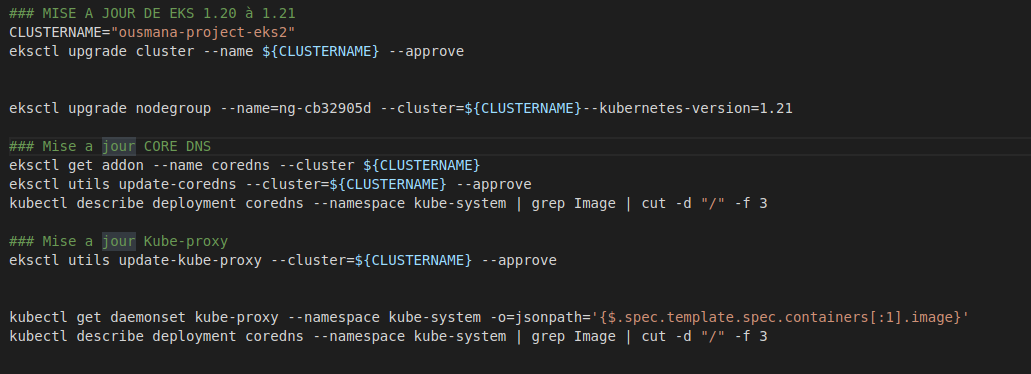 ### MISE A JOUR DE EKS 1.20 à 1.21
CLUSTERNAME="ousmana-project-eks2"
eksctl upgrade cluster --name ${CLUSTERNAME} --approve
eksctl upgrade nodegroup --name=ng-cb32905d --cluster=${CLUSTERNAME}--kubernetes-version=1.21
### Mise a jour CORE DNS
eksctl get addon --name coredns --cluster ${CLUSTERNAME}
eksctl utils update-coredns --cluster=${CLUSTERNAME} --approve
kubectl describe deployment coredns --namespace kube-system | grep Image | cut -d "/" -f 3
### Mise a jour Kube-proxy
eksctl utils update-kube-proxy --cluster=${CLUSTERNAME} --approve
kubectl get daemonset kube-proxy --namespace kube-system -o=jsonpath='{$.spec.template.spec.containers[:1].image}'
kubectl describe deployment coredns --namespace kube-system | grep Image | cut -d "/" -f 3